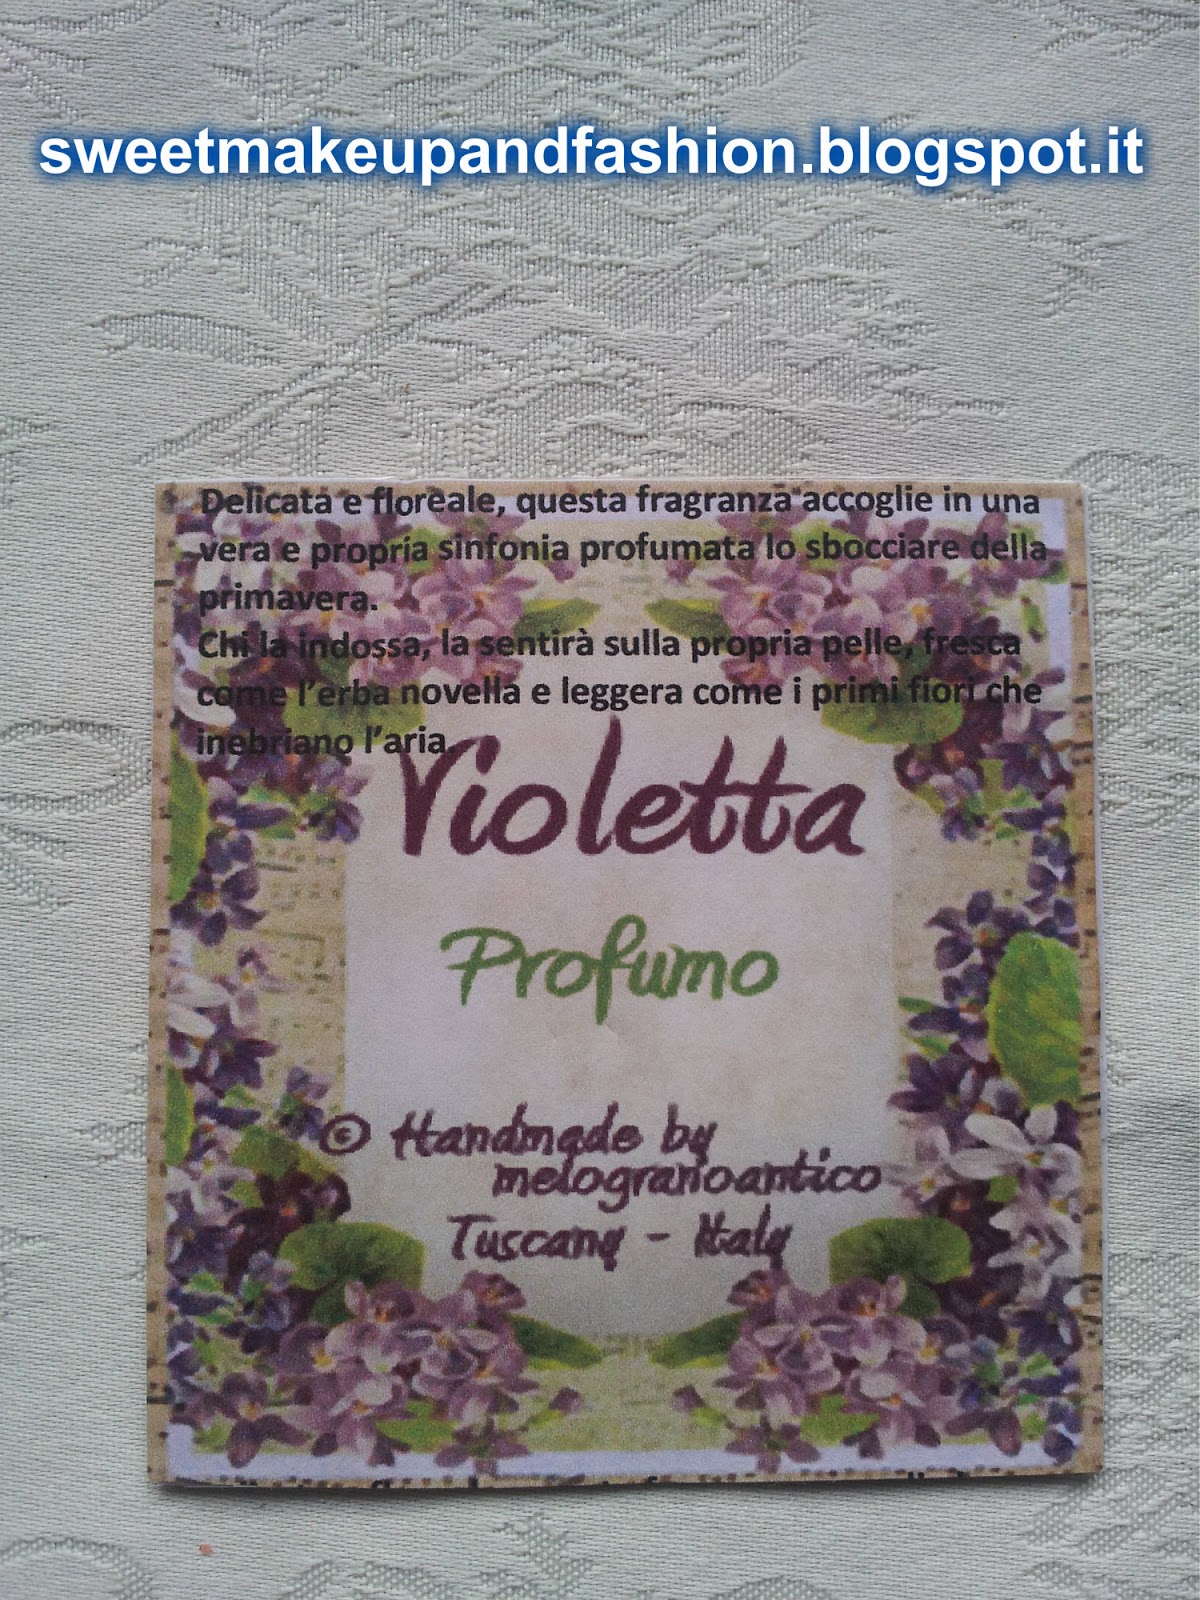 sweetmakeupandfashion.blogspot.it
Delicata e floreale, questa fragranza accoglie in una
vera e propria sinfonia profumata lo sbocciare della
primavera.
Chi la indossa, la sentirà sulla propria pelle, fresca
come l'erba novella e leggera come i primi fiori che
inebriano l'aria.
Violetta
Profumo
© Handmade by
melogranoantico
Tuscany - Italy